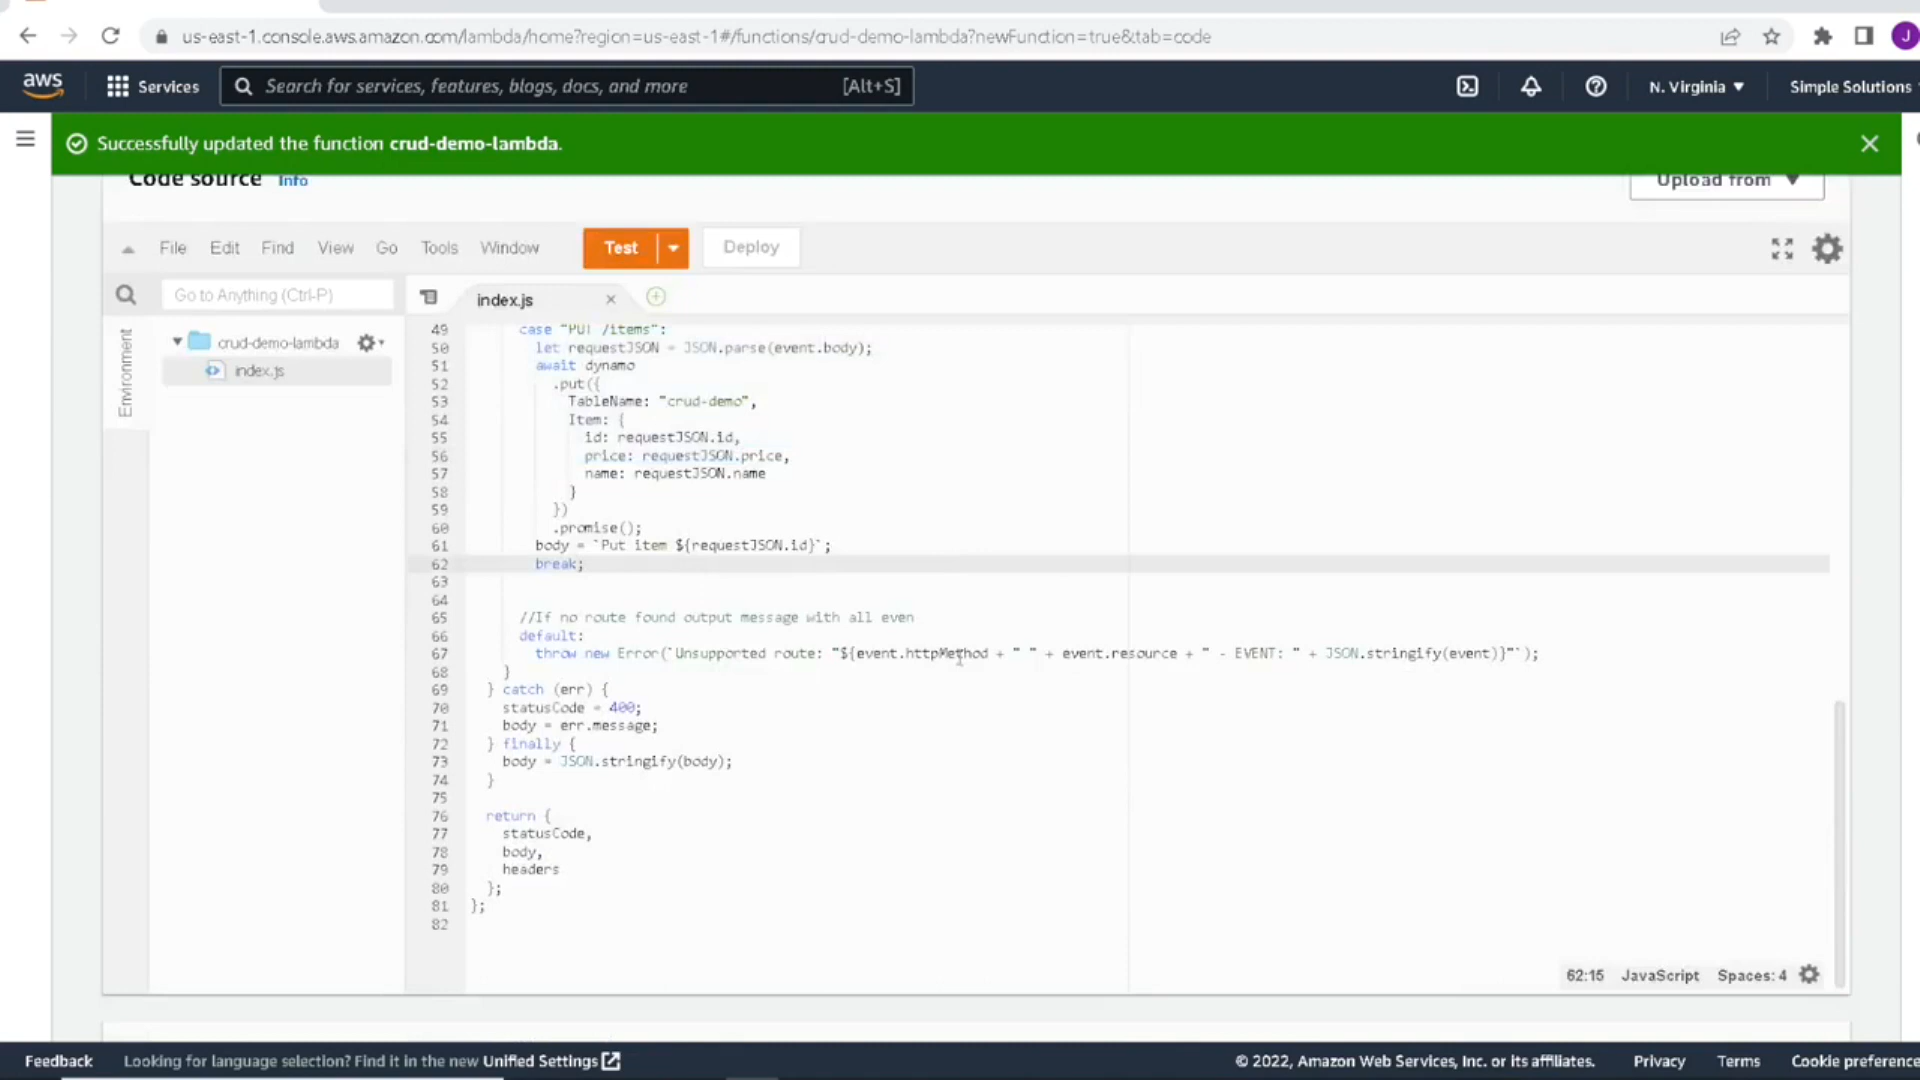 us-east-1.console.aws.amazon.com/lambda/home?region=us-east-1#/functions/crud-demo-lambda?newFunction=true&tab=code
J
aws Services Search for services, features, blogs, docs, and more [Alt+S] N. Virginia Simple Solutions
Successfully updated the function crud-demo-lambda.
Code source Info Upload from
File Edit Find View Go Tools Window Test Deploy
Go to Anything (Ctrl-P) index.js
Environment
crud-demo-lambda
index.js
49 case "PUT /items":
50 let requestJSON = JSON.parse(event.body);
51 await dynamo
52 .put({
53 TableName: "crud-demo",
54 Item: {
55 id: requestJSON.id,
56 price: requestJSON.price,
57 name: requestJSON.name
58 }
59 })
60 .promise();
61 body = `Put item ${requestJSON.id}`;
62 break;
63
64
65 //If no route found output message with all even
66 default:
67 throw new Error(`Unsupported route: "${event.httpMethod + " " + event.resource + " - EVENT: " + JSON.stringify(event)}"`);
68 }
69 } catch (err) {
70 statusCode = 400;
71 body = err.message;
72 } finally {
73 body = JSON.stringify(body);
74 }
75
76 return {
77 statusCode,
78 body,
79 headers
80 };
81 };
82
62:15 JavaScript Spaces: 4
Feedback Looking for language selection? Find it in the new Unified Settings © 2022, Amazon Web Services, Inc. or its affiliates. Privacy Terms Cookie preference